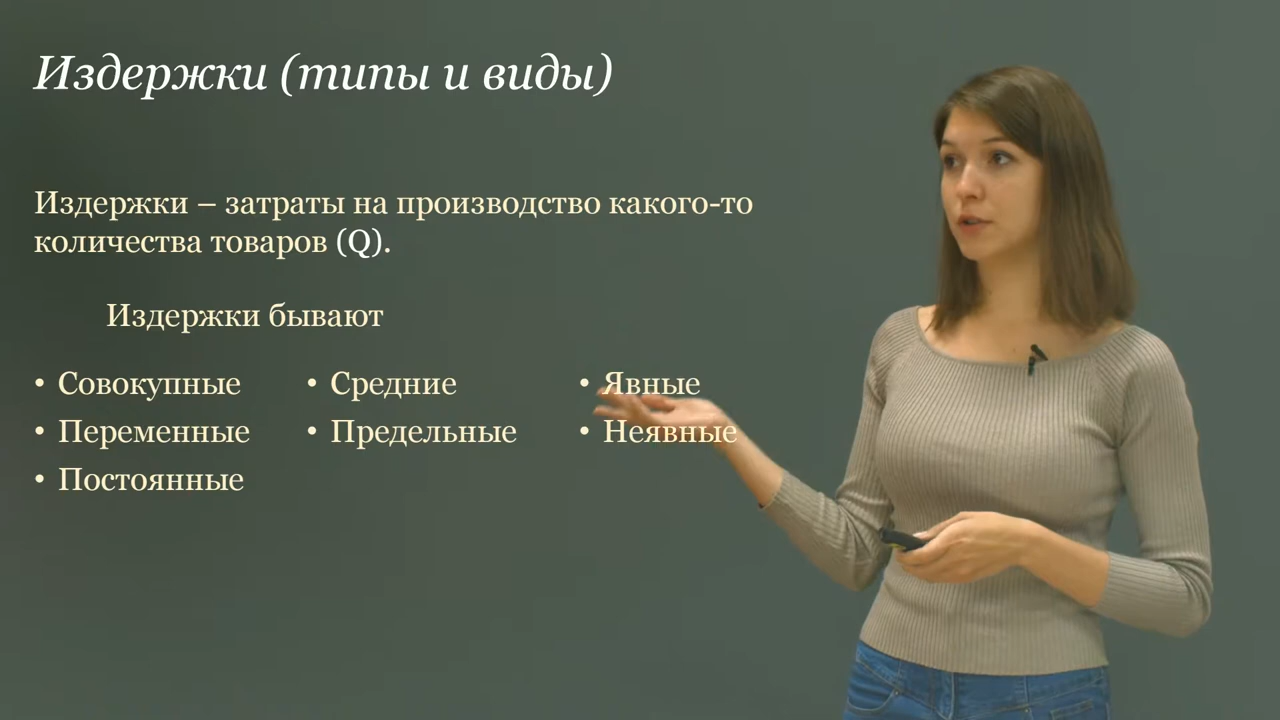 Издержки (типы и виды)
Издержки – затраты на производство какого-то
количества товаров (Q).
Издержки бывают
• Совокупные
• Переменные
• Постоянные
• Средние
• Предельные
• Явные
• Неявные